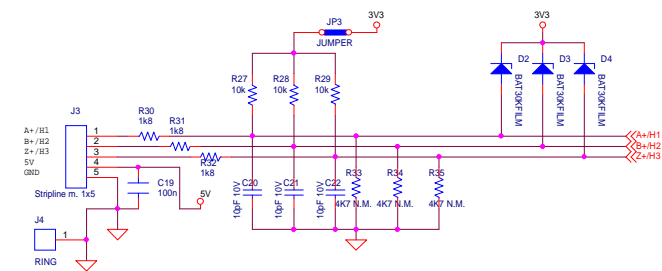 3V3
JP3
JUMPER
3V3
R27
10k
R28
10k
R29
10k
D2
BAT30KFILM
D3
BAT30KFILM
D4
BAT30KFILM
J3
R30
1k8
R31
1k8
R32
1k8
A+/H1
B+/H2
Z+/H3
5V
GND
1
2
3
4
5
Stripline m. 1x5
A+/H1
B+/H2
Z+/H3
C19
100n
5V
C20
10pF 10V
C21
10pF 10V
C22
10pF 10V
R33
4K7 N.M.
R34
4K7 N.M.
R35
4K7 N.M.
J4
1
RING